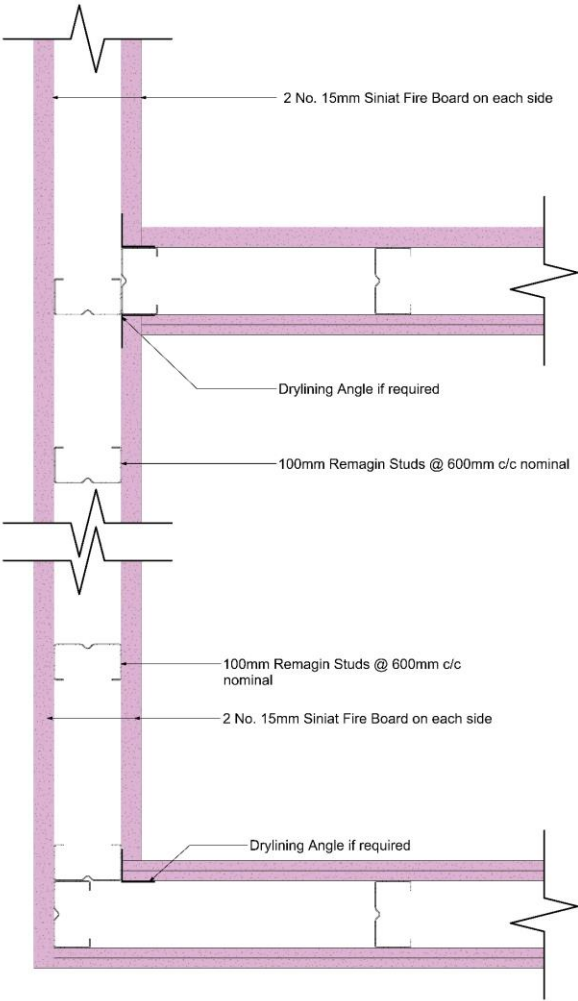 2 No. 15mm Siniat Fire Board on each side
Drylining Angle if required
100mm Remagin Studs @ 600mm c/c nominal
100mm Remagin Studs @ 600mm c/c
nominal
2 No. 15mm Siniat Fire Board on each side
Drylining Angle if required